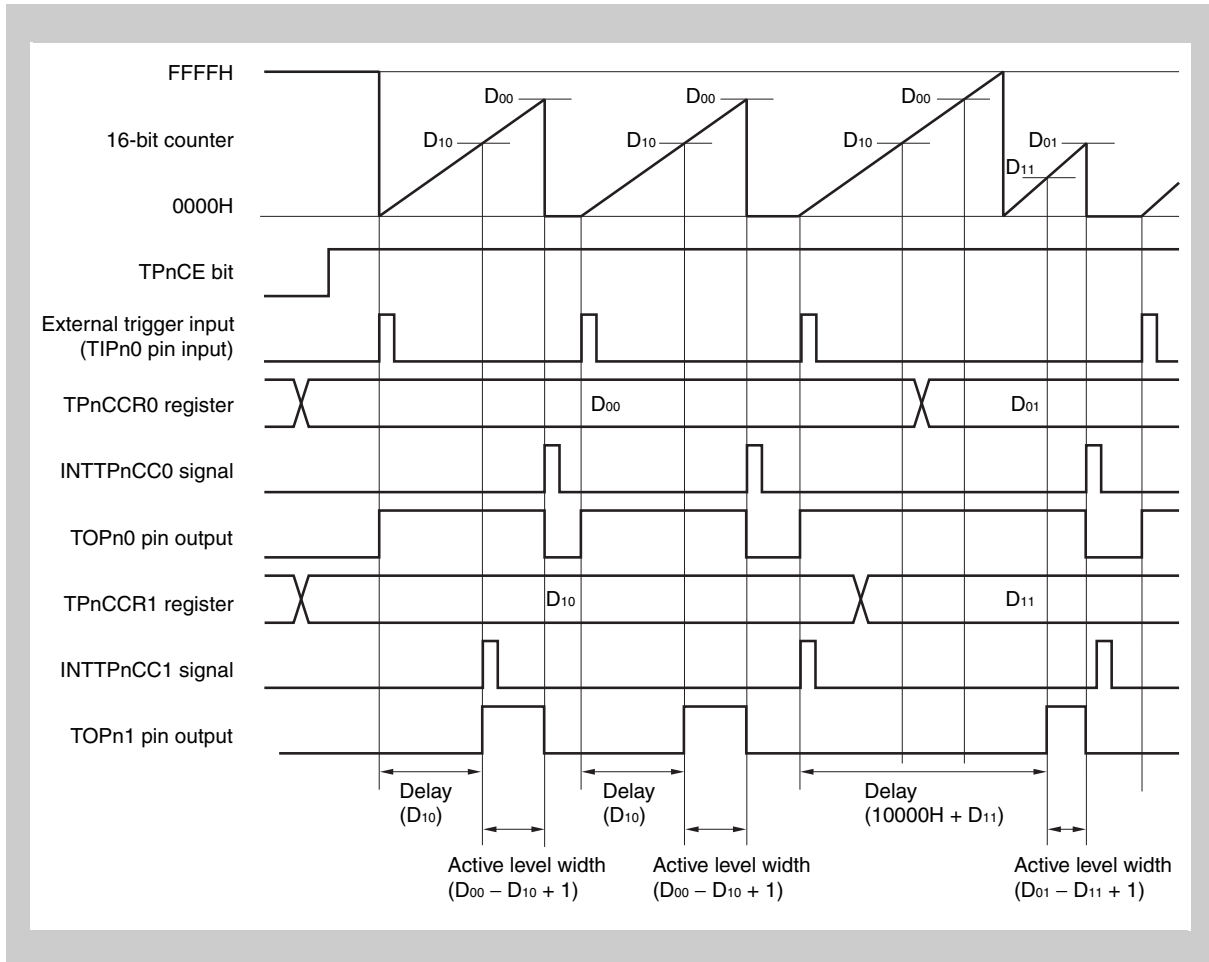 FFFFH
D00
D00
D00
16-bit counter
D10
D10
D10
D01
D11
0000H
TPnCE bit
External trigger input
(TIPn0 pin input)
TPnCCR0 register
D00
D01
INTTPnCC0 signal
TOPn0 pin output
TPnCCR1 register
D10
D11
INTTPnCC1 signal
TOPn1 pin output
Delay
(D10)
Delay
(D10)
Delay
(10000H + D11)
Active level width
(D00 − D10 + 1)
Active level width
(D00 − D10 + 1)
Active level width
(D01 − D11 + 1)